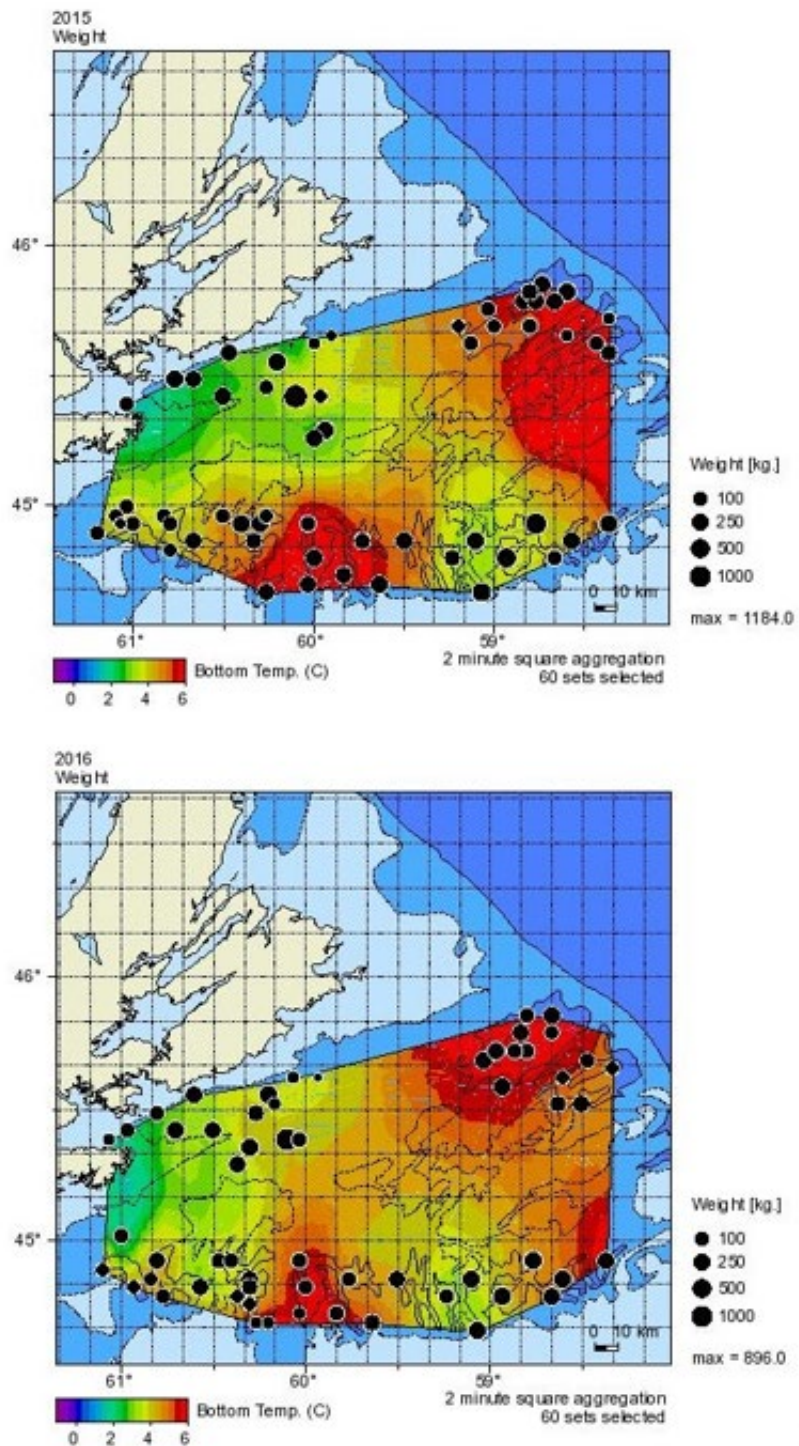 2015
Weight
46°
45°
Weight [kg.]
100
250
500
1000
0 10 km
max = 1184.0
61° 60° 59°
Bottom Temp. (C)
0 2 4 6
2 minute square aggregation
60 sets selected
2016
Weight
46°
45°
Weight [kg.]
100
250
500
1000
0 10 km
max = 896.0
61° 60° 59°
Bottom Temp. (C)
0 2 4 6
2 minute square aggregation
60 sets selected